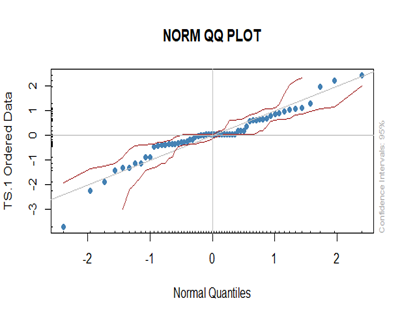 NORM QQ PLOT
TS.1 Ordered Data
2
1
0
-1
-2
-3
-2
-1
0
1
2
Normal Quantiles
Confidence Intervals: 95%